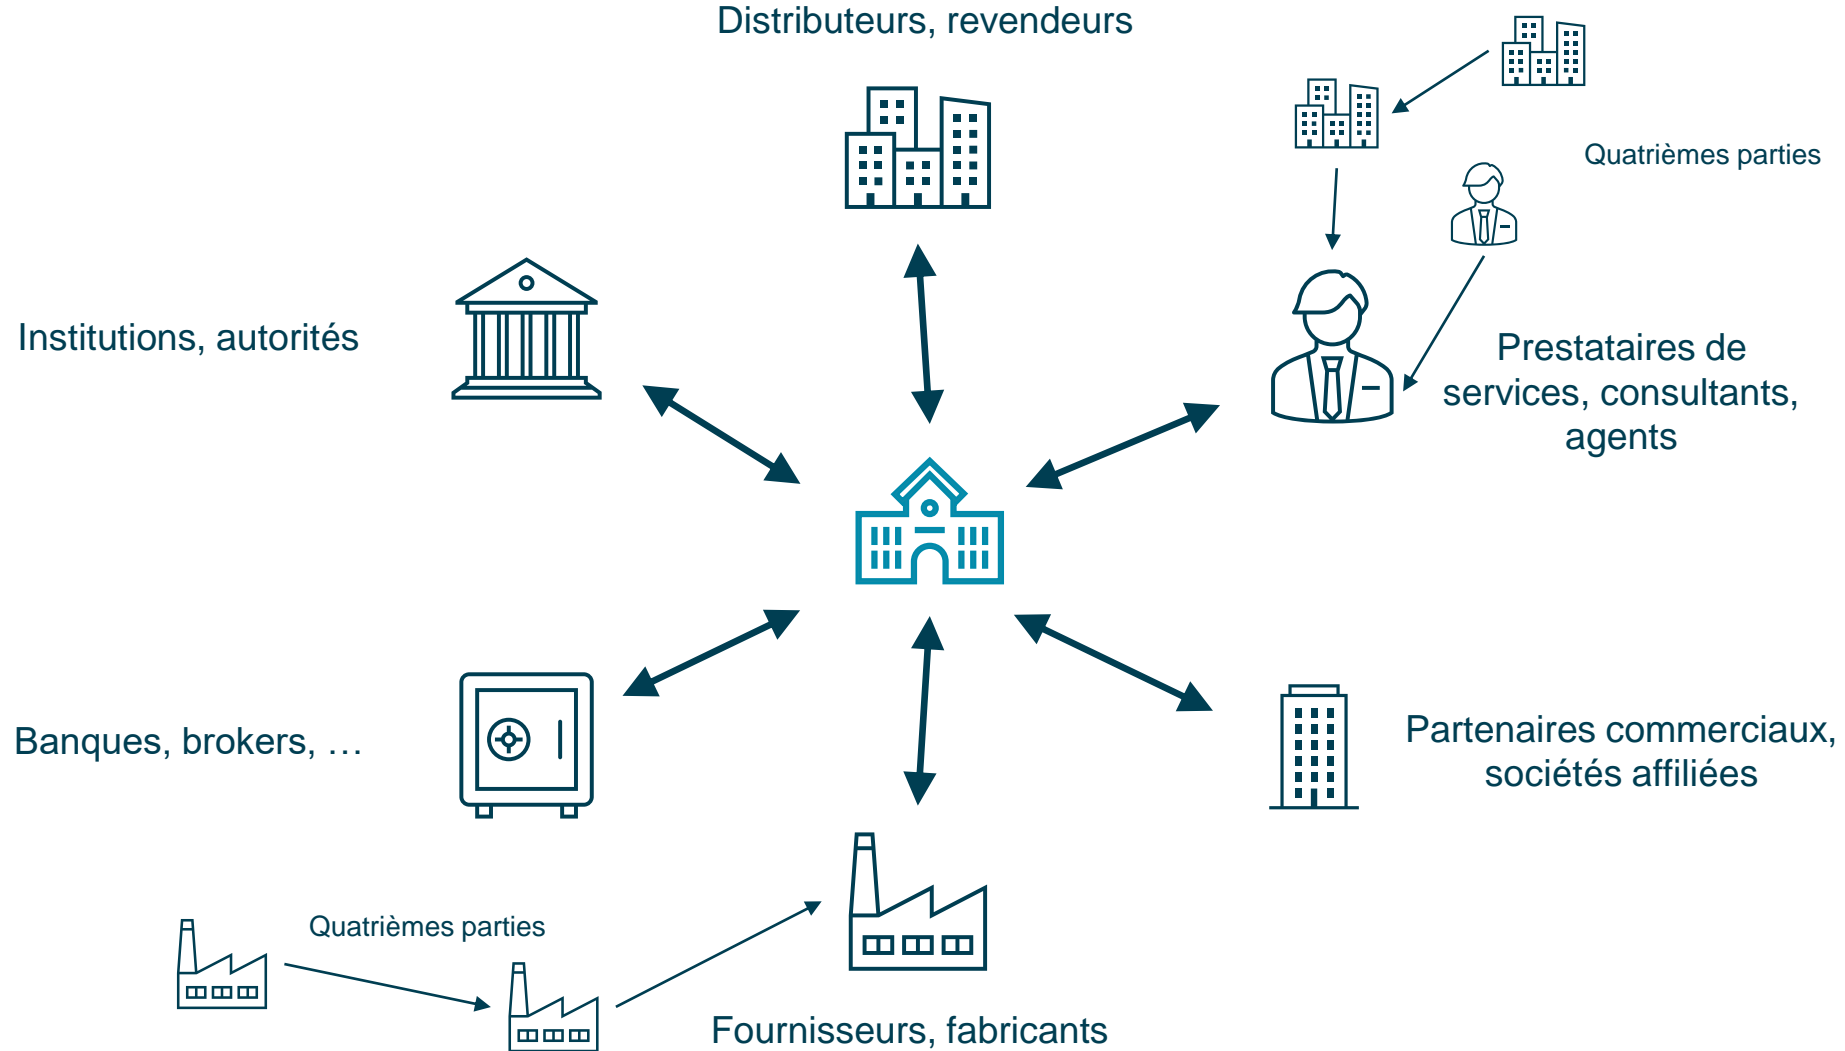 Distributeurs, revendeurs
Quatrièmes parties
Institutions, autorités
Prestataires de
services, consultants,
agents
Banques, brokers, …
Partenaires commerciaux,
sociétés affiliées
Quatrièmes parties
Fournisseurs, fabricants